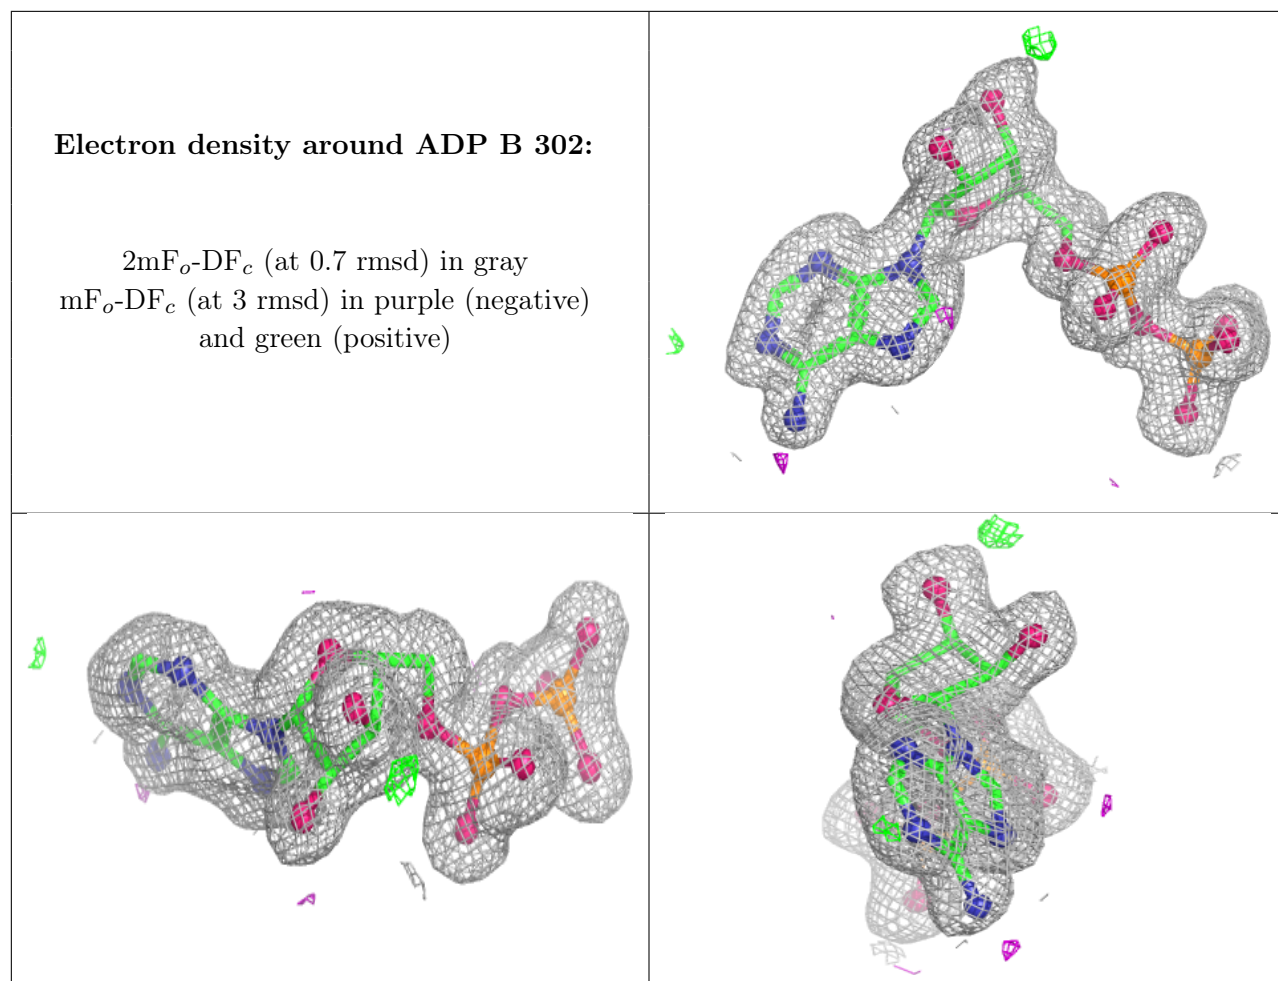 Electron density around ADP B 302:
2mFo-DFc (at 0.7 rmsd) in gray
mFo-DFc (at 3 rmsd) in purple (negative)
and green (positive)